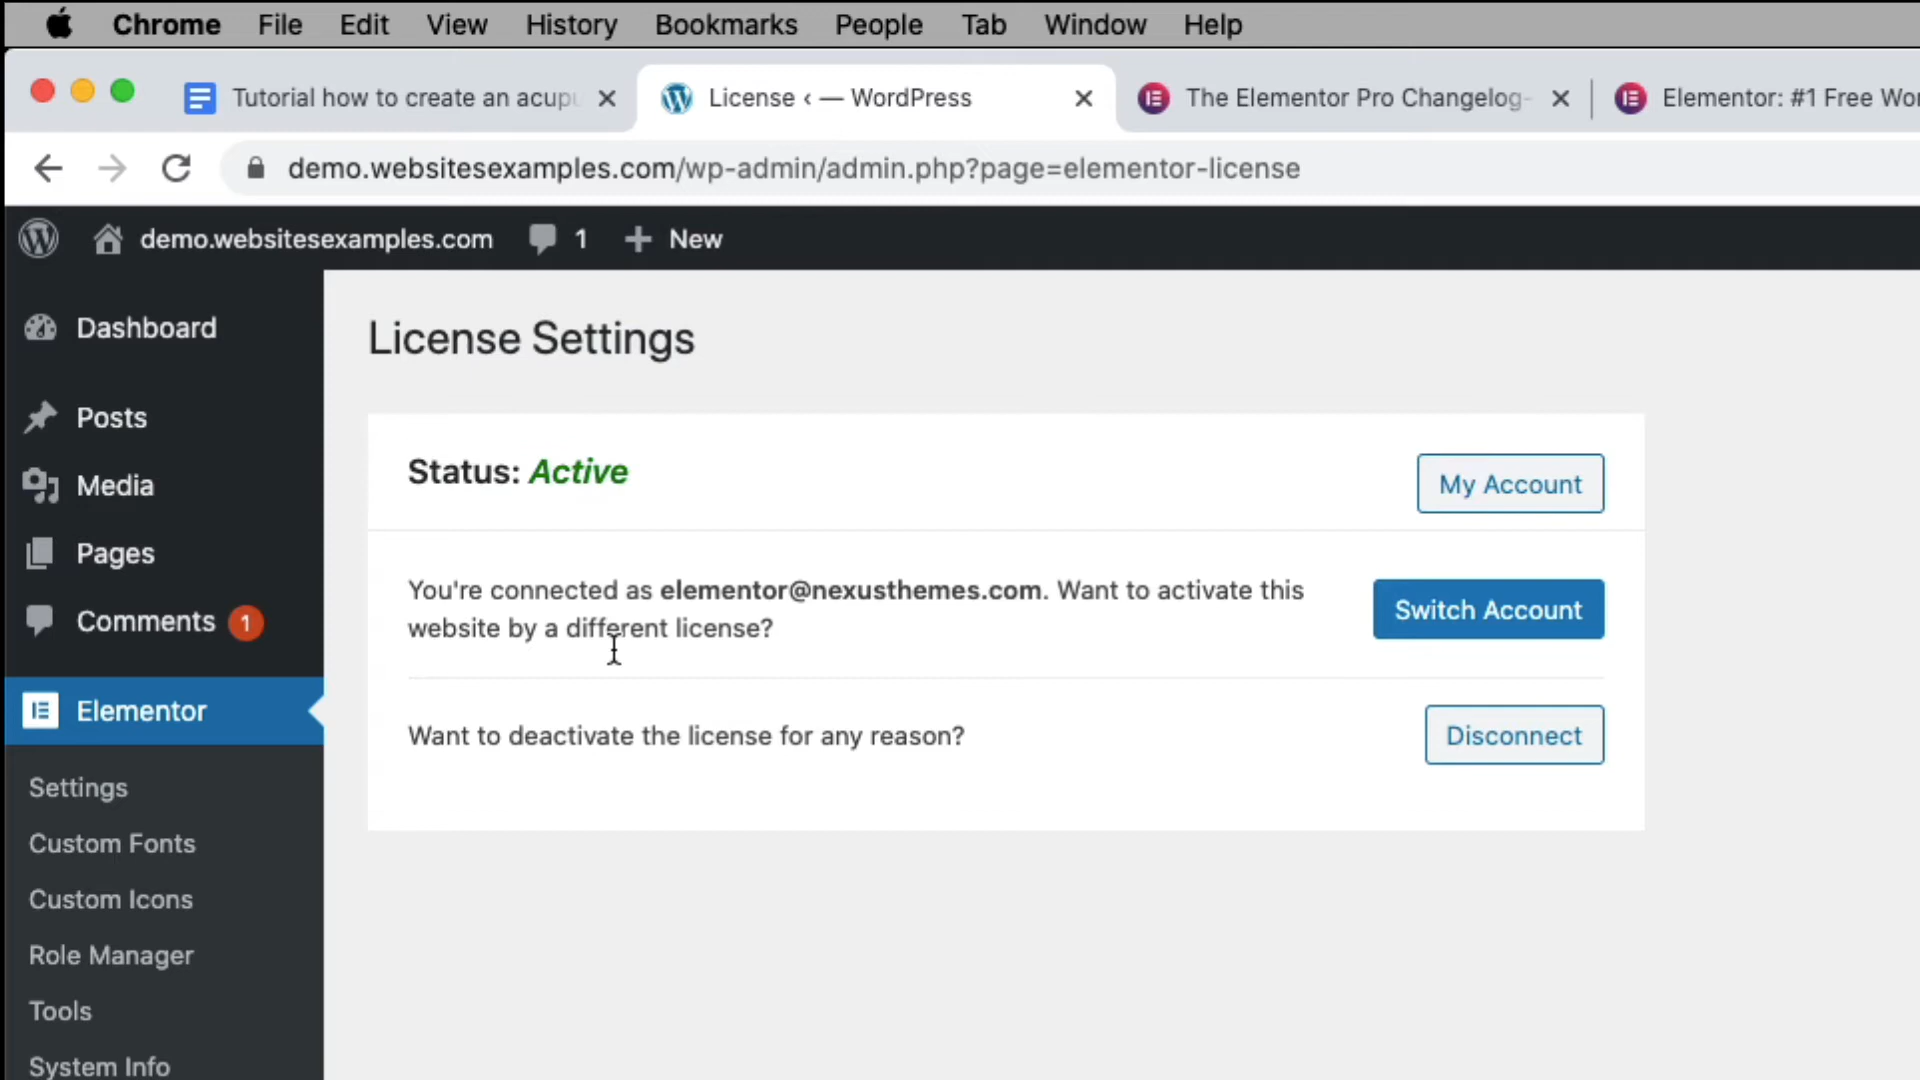 Chrome File Edit View History Bookmarks People Tab Window Help
Tutorial how to create an acupu License ‹ — WordPress The Elementor Pro Changelog- Elementor: #1 Free Wor
demo.websitesexamples.com/wp-admin/admin.php?page=elementor-license
demo.websitesexamples.com 1 New
Dashboard
Posts
Media
Pages
Comments 1
Elementor
Settings
Custom Fonts
Custom Icons
Role Manager
Tools
System Info
License Settings
Status: Active
My Account
You're connected as elementor@nexusthemes.com. Want to activate this
website by a different license?
Switch Account
Want to deactivate the license for any reason?
Disconnect